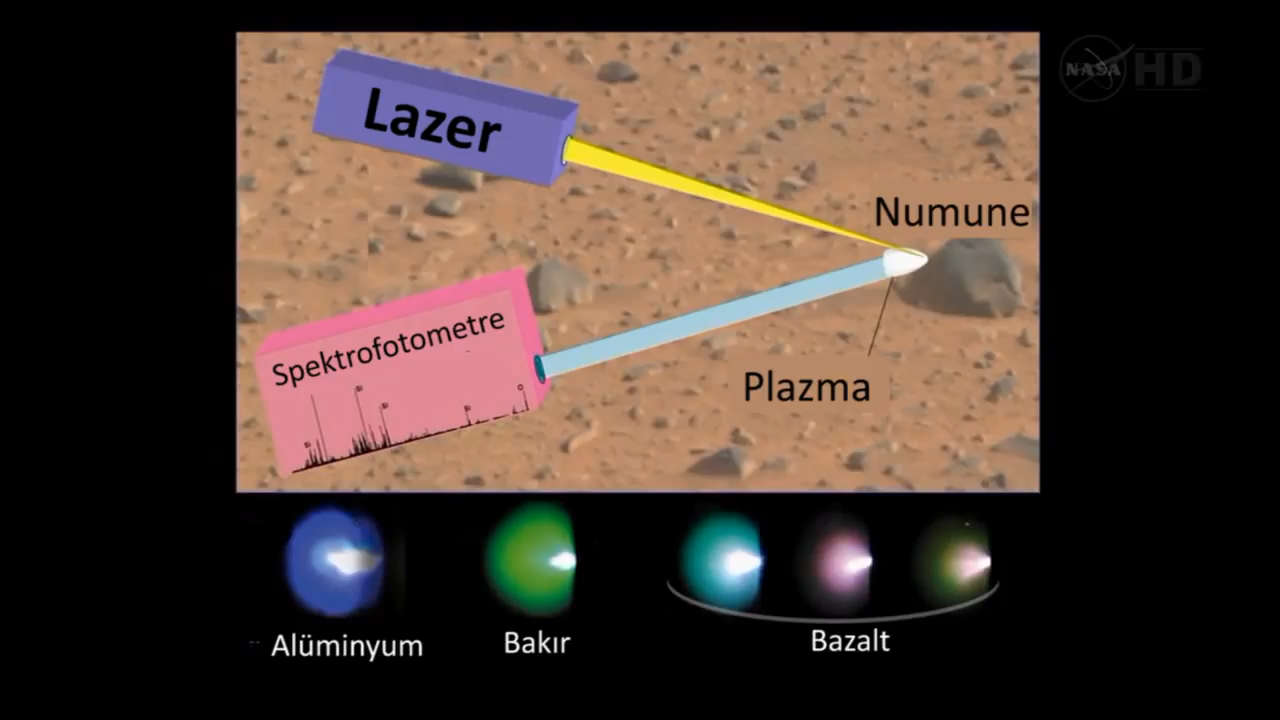 NASA HD
Lazer
Numune
Spektrofotometre
Plazma
Alüminyum
Bakır
Bazalt